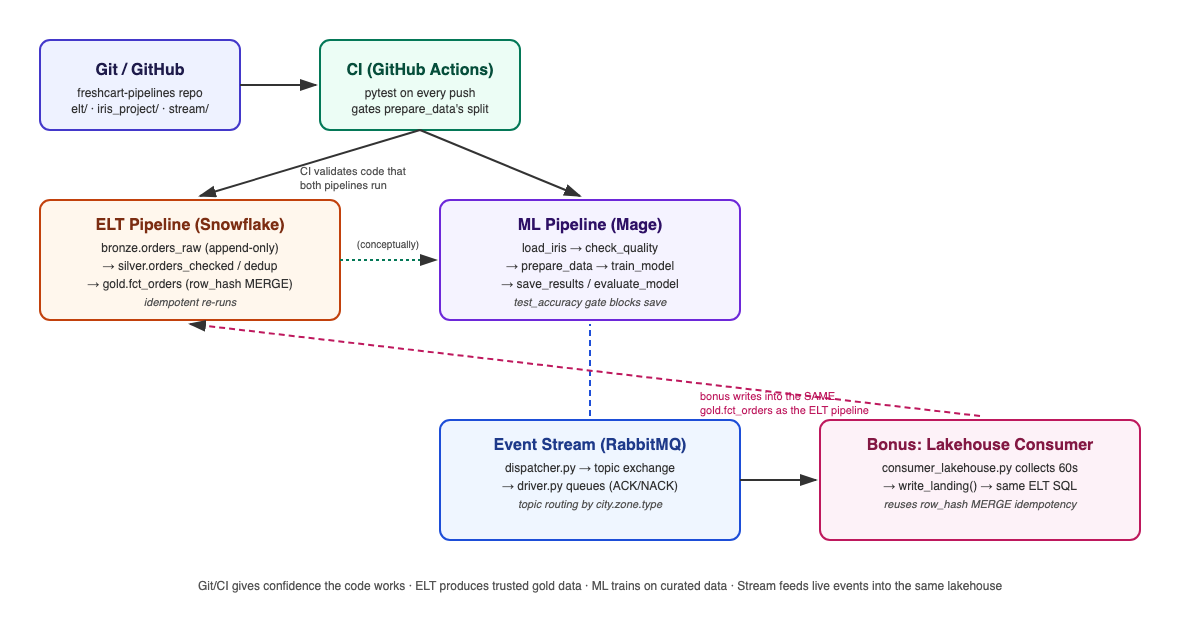 Git / GitHub
freshcart-pipelines repo
elt/ · iris_project/ · stream/
CI (GitHub Actions)
pytest on every push
gates prepare_data's split
CI validates code that
both pipelines run
ELT Pipeline (Snowflake)
bronze.orders_raw (append-only)
→ silver.orders_checked / dedup
→ gold.fct_orders (row_hash MERGE)
idempotent re-runs
(conceptually)
ML Pipeline (Mage)
load_iris → check_quality
→ prepare_data → train_model
→ save_results / evaluate_model
test_accuracy gate blocks save
bonus writes into the SAME
gold.fct_orders as the ELT pipeline
Event Stream (RabbitMQ)
dispatcher.py → topic exchange
→ driver.py queues (ACK/NACK)
topic routing by city.zone.type
Bonus: Lakehouse Consumer
consumer_lakehouse.py collects 60s
→ write_landing() → same ELT SQL
reuses row_hash MERGE idempotency
Git/CI gives confidence the code works · ELT produces trusted gold data · ML trains on curated data · Stream feeds live events into the same lakehouse